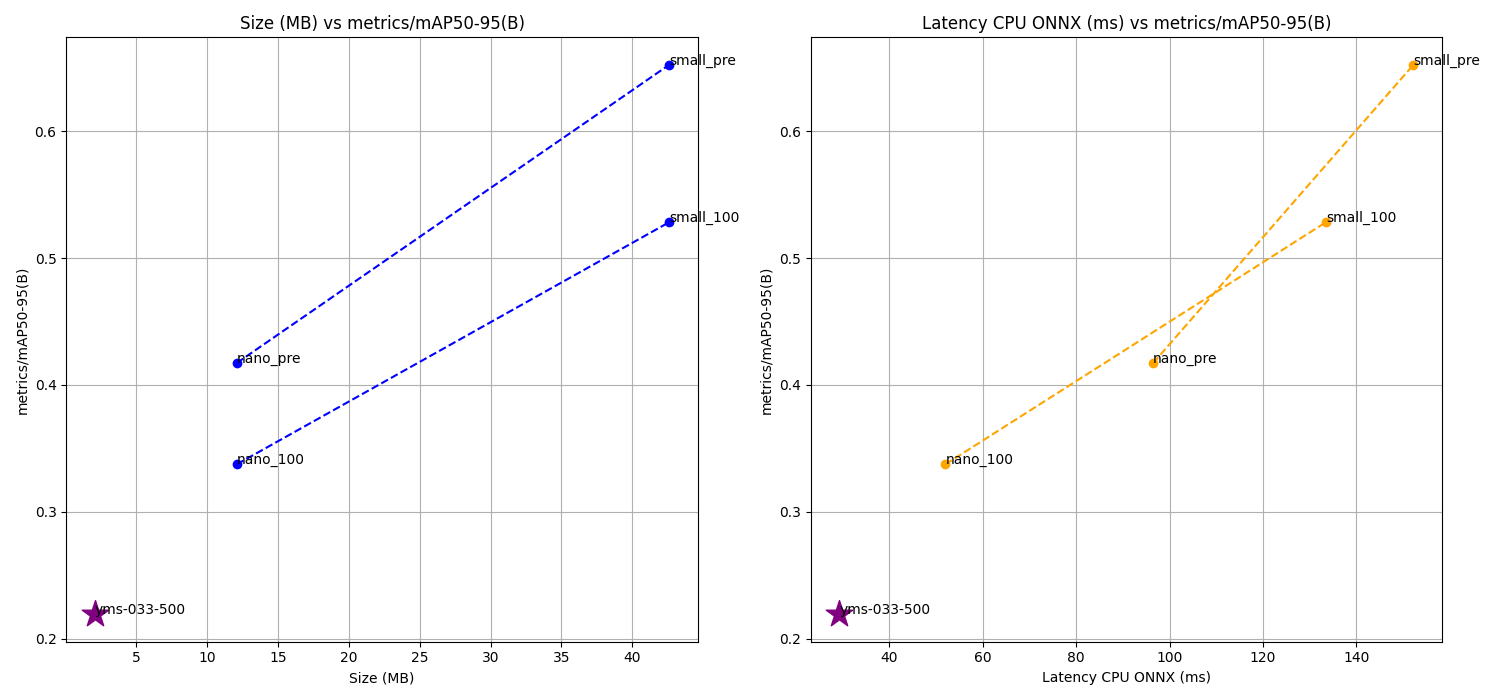 Size (MB) vs metrics/mAP50-95(B)
small_pre
small_100
nano_pre
nano_100
yms-033-500
metrics/mAP50-95(B)
0.6
0.5
0.4
0.3
0.2
5 10 15 20 25 30 35 40
Size (MB)
Latency CPU ONNX (ms) vs metrics/mAP50-95(B)
small_pre
small_100
nano_pre
nano_100
yms-033-500
metrics/mAP50-95(B)
0.6
0.5
0.4
0.3
0.2
40 60 80 100 120 140
Latency CPU ONNX (ms)